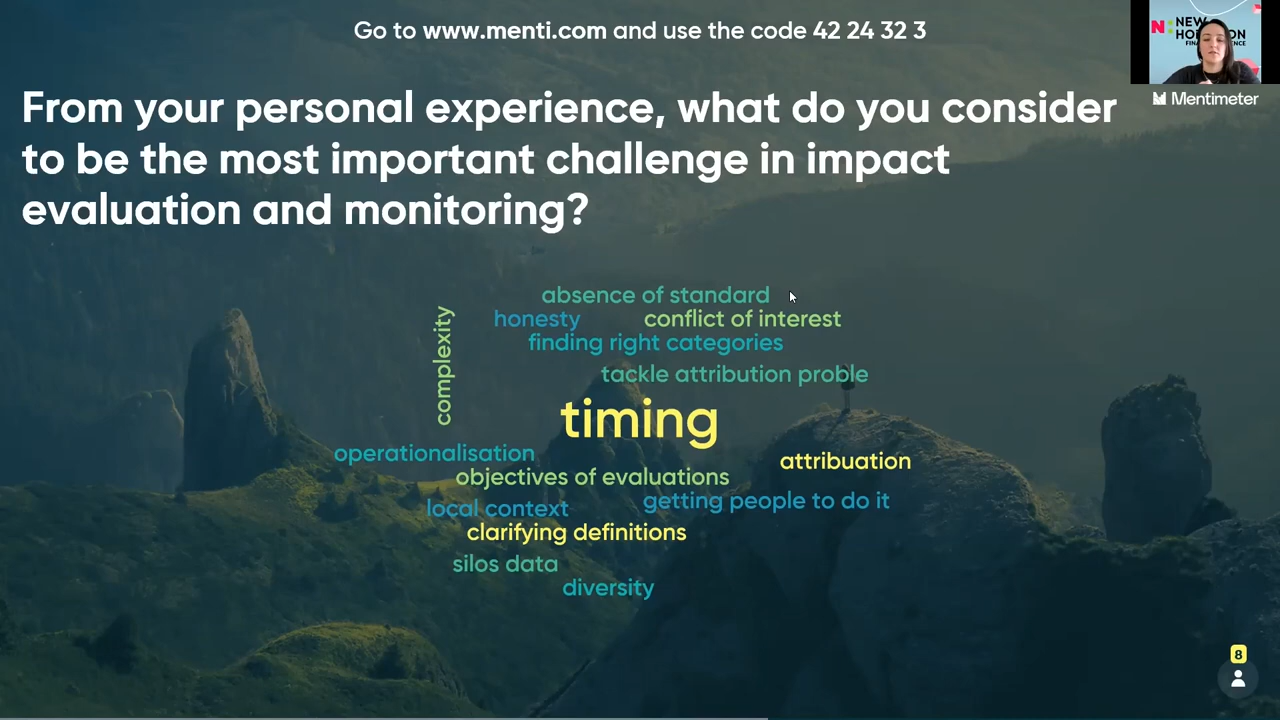 Go to www.menti.com and use the code 42 24 32 3
Mentimeter
From your personal experience, what do you consider
to be the most important challenge in impact
evaluation and monitoring?
absence of standard
honesty
conflict of interest
finding right categories
complexity
tackle attribution proble
timing
operationalisation
attribuation
objectives of evaluations
getting people to do it
local context
clarifying definitions
silos data
diversity
8